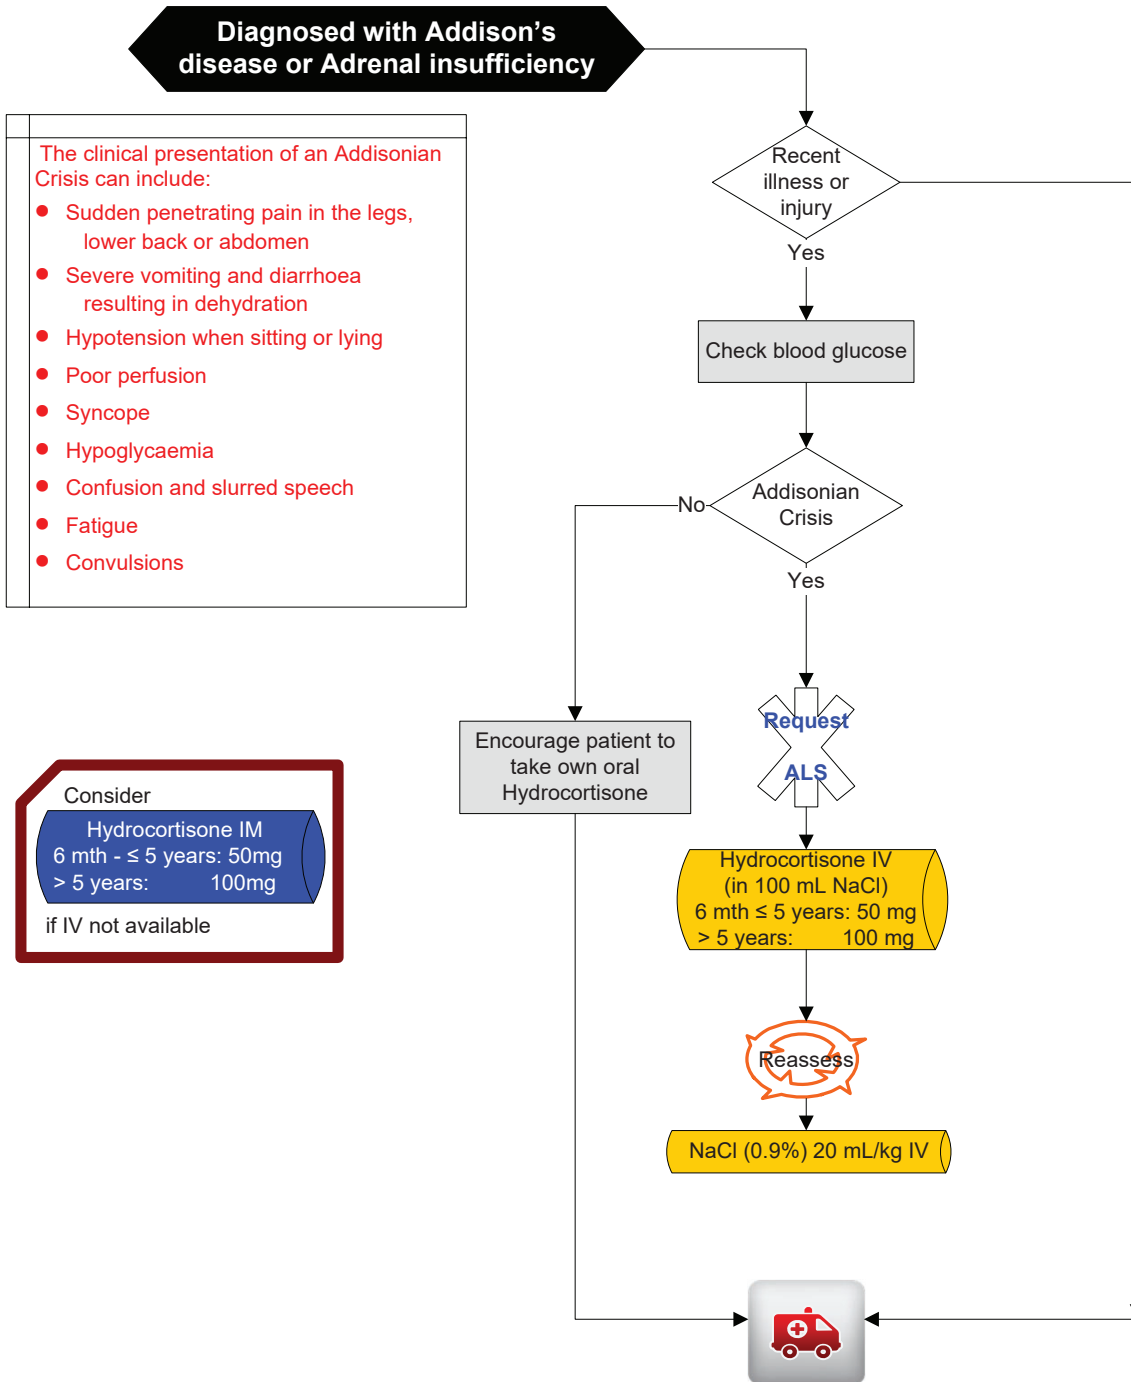 Diagnosed with Addison's
disease or Adrenal insufficiency
The clinical presentation of an Addisonian
Crisis can include:
● Sudden penetrating pain in the legs,
lower back or abdomen
● Severe vomiting and diarrhoea
resulting in dehydration
● Hypotension when sitting or lying
● Poor perfusion
● Syncope
● Hypoglycaemia
● Confusion and slurred speech
● Fatigue
● Convulsions
Recent
illness or
injury
Yes
Check blood glucose
Addisonian
Crisis
No
Yes
Encourage patient to
take own oral
Hydrocortisone
Request
ALS
Consider
Hydrocortisone IM
6 mth - ≤ 5 years: 50mg
> 5 years: 100mg
if IV not available
Hydrocortisone IV
(in 100 mL NaCl)
6 mth ≤ 5 years: 50 mg
> 5 years: 100 mg
Reassess
NaCl (0.9%) 20 mL/kg IV